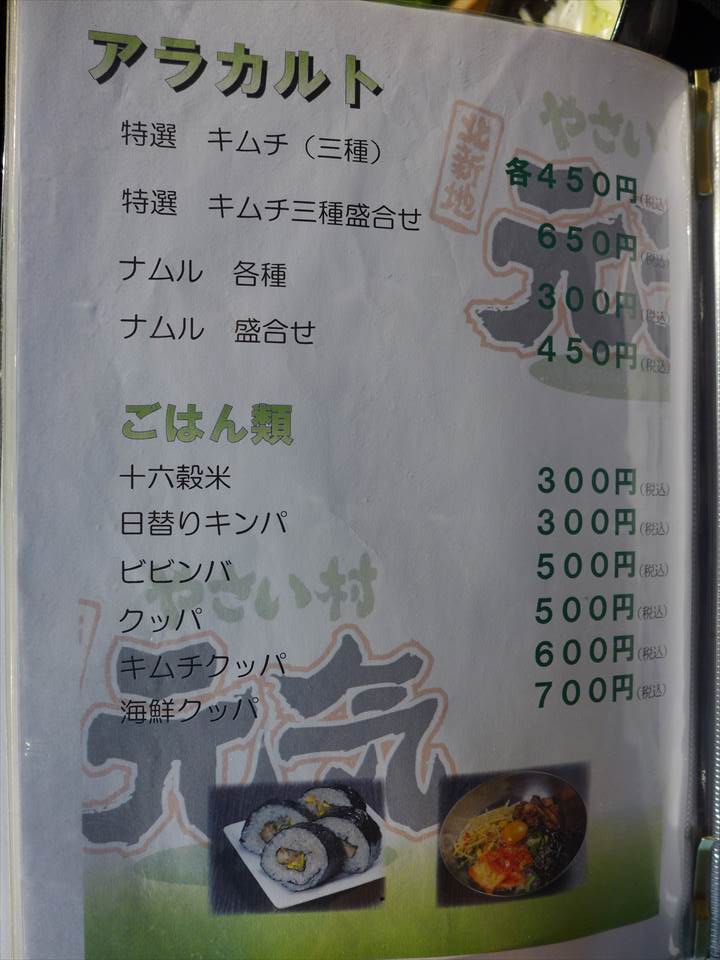 アラカルト
特選 キムチ（三種） 各４５０円(税込)
特選 キムチ三種盛合せ ６５０円(税込)
ナムル 各種 ３００円(税込)
ナムル 盛合せ ４５０円(税込)
ごはん類
十六穀米 ３００円(税込)
日替りキンパ ３００円(税込)
ビビンバ ５００円(税込)
クッパ ５００円(税込)
キムチクッパ ６００円(税込)
海鮮クッパ ７００円(税込)
やさい
北新地
元
やさい村
元気